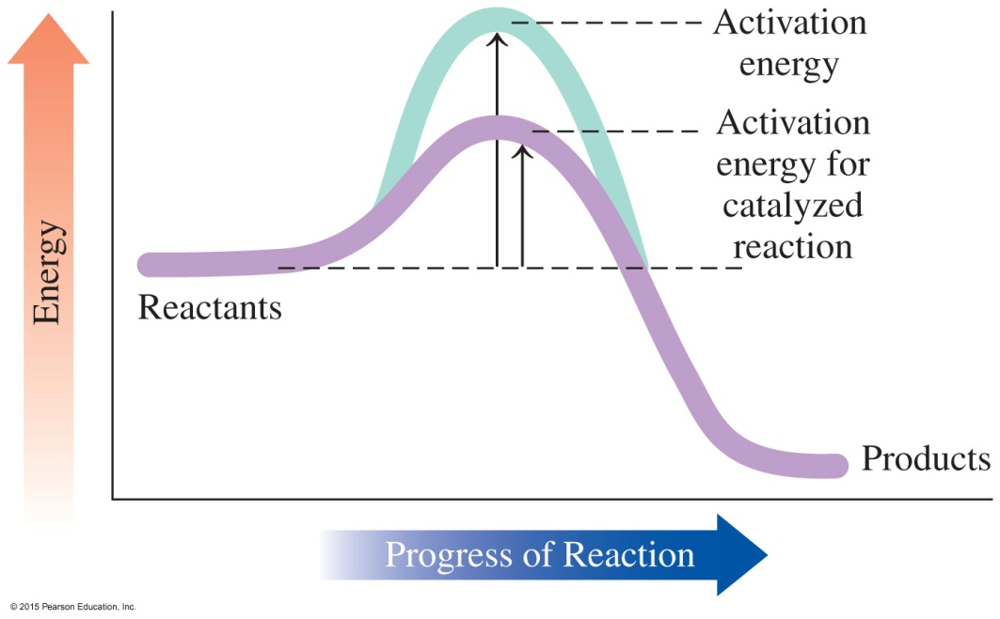 Activation
energy
Activation
energy for
catalyzed
reaction
Energy
Reactants
Products
Progress of Reaction
© 2015 Pearson Education, Inc.